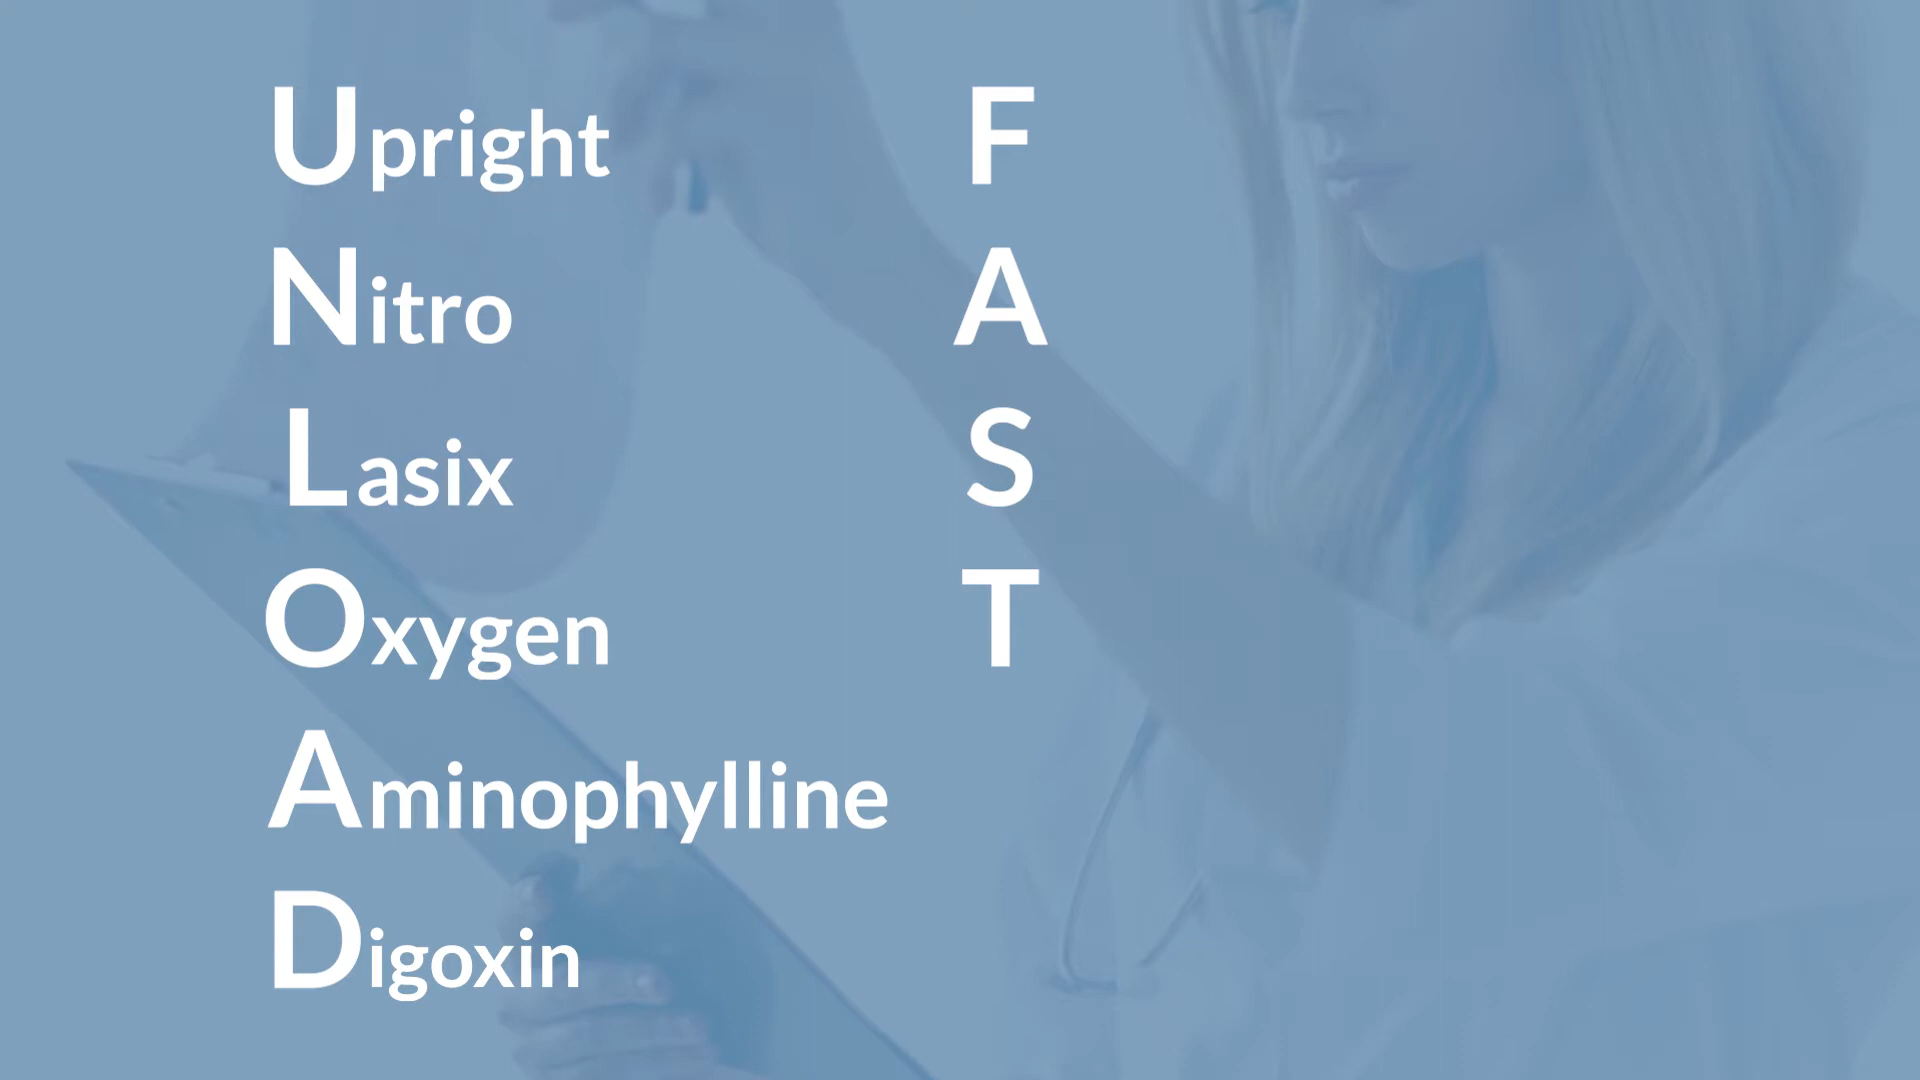 Upright
Nitro
Lasix
Oxygen
Aminophylline
Digoxin
F
A
S
T